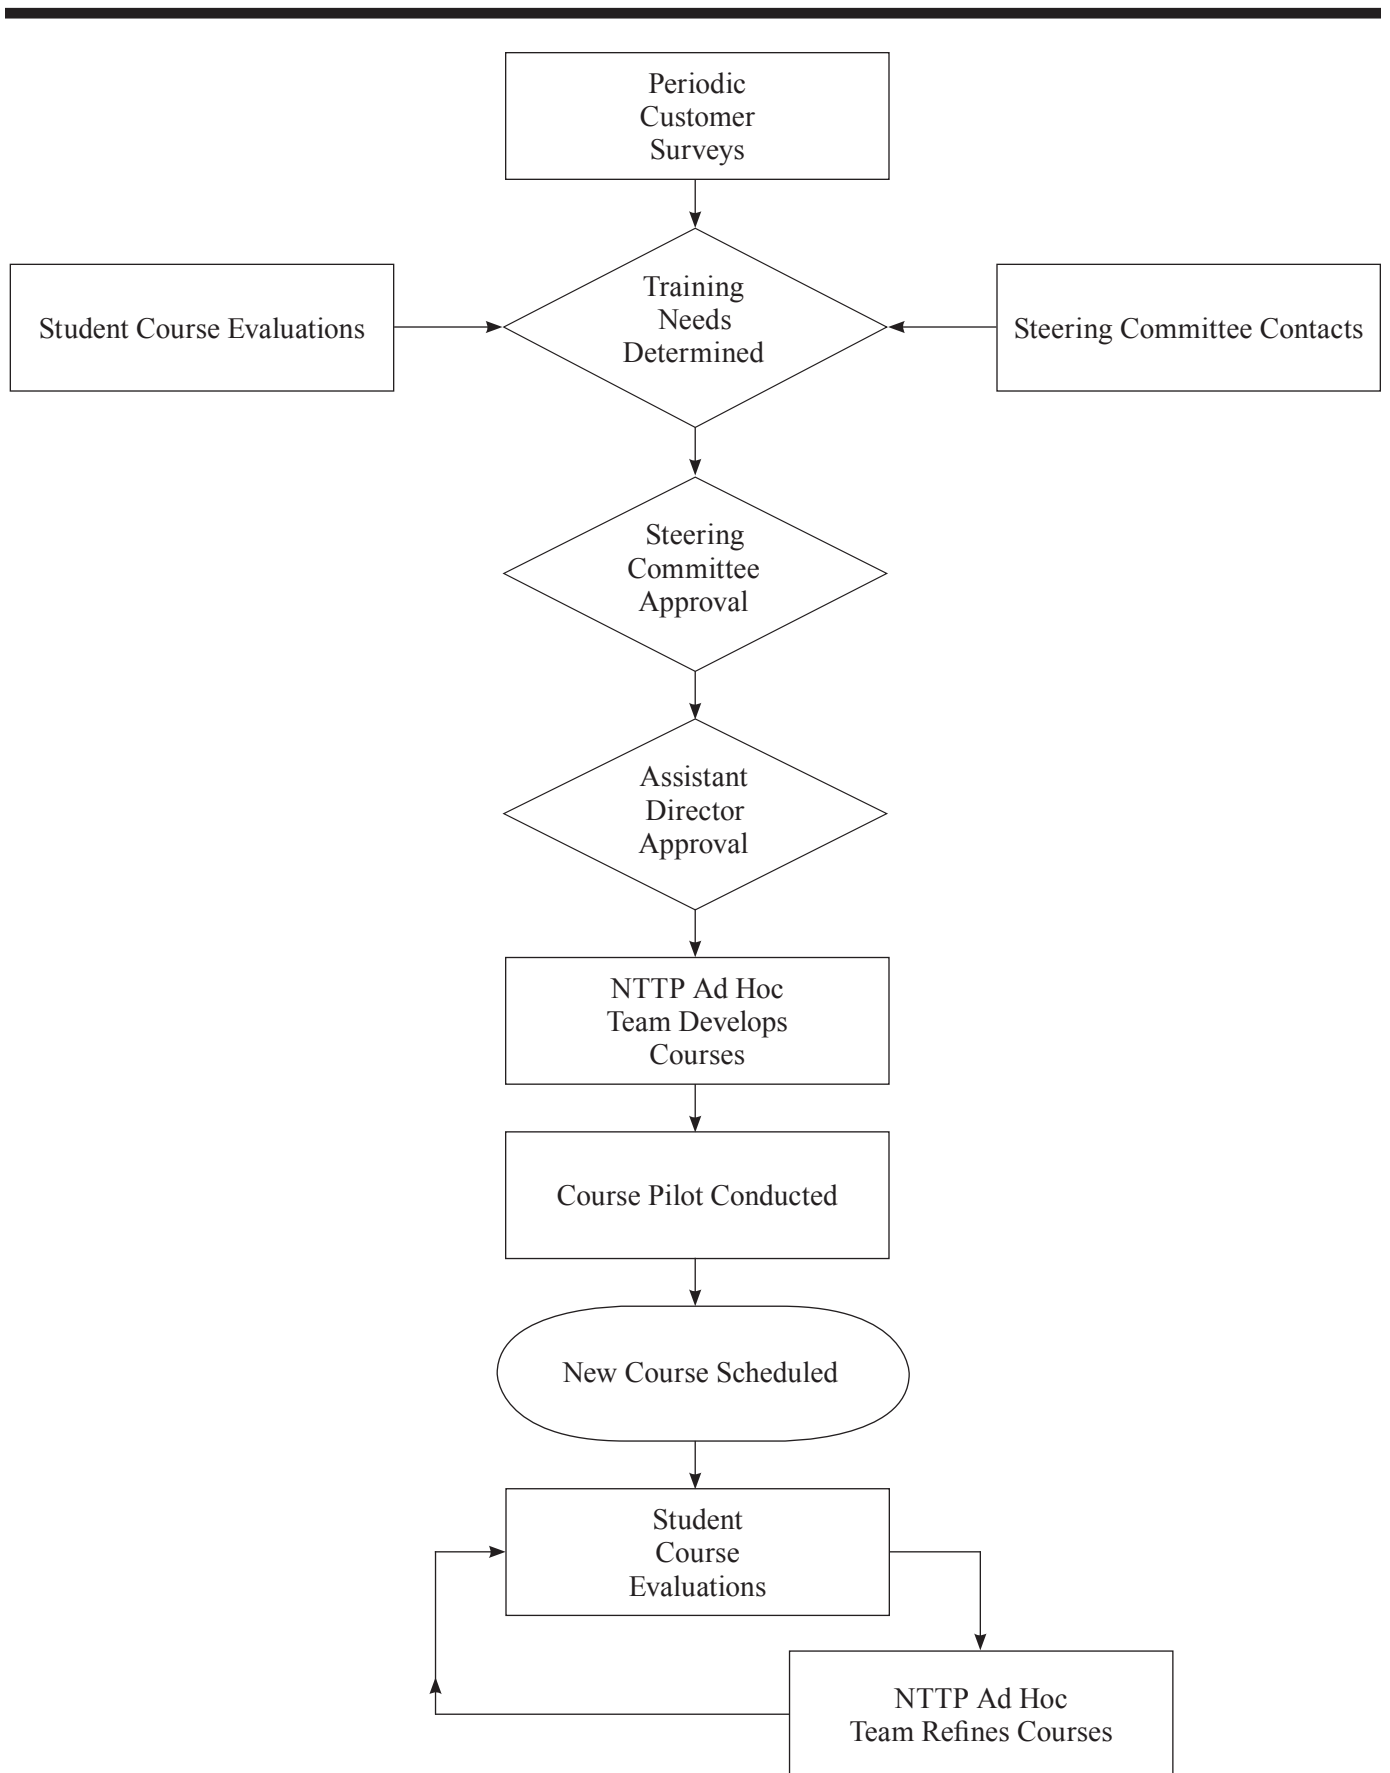 Periodic
Customer
Surveys
Student Course Evaluations
Training
Needs
Determined
Steering Committee Contacts
Steering
Committee
Approval
Assistant
Director
Approval
NTTP Ad Hoc
Team Develops
Courses
Course Pilot Conducted
New Course Scheduled
Student
Course
Evaluations
NTTP Ad Hoc
Team Refines Courses